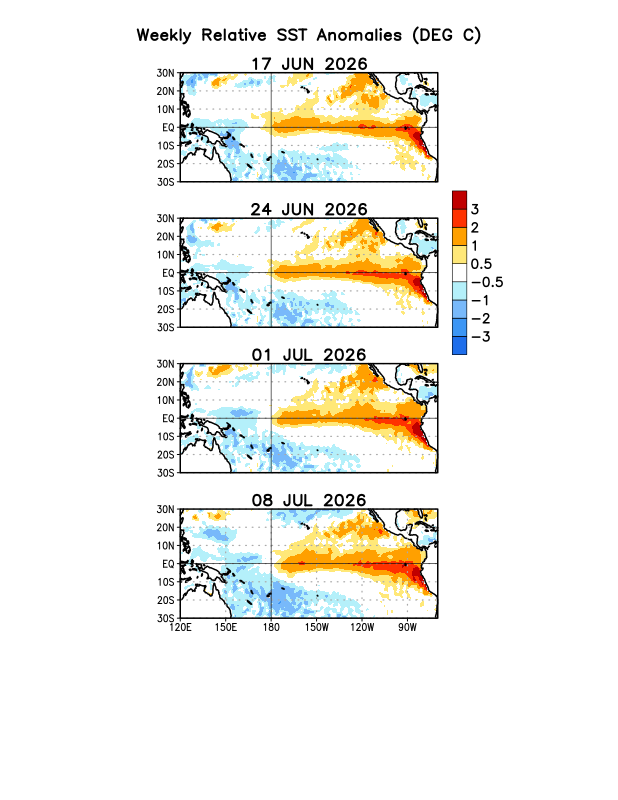 Weekly Relative SST Anomalies (DEG C)
17 JUN 2026
30N
20N
10N
EQ
10S
20S
30S
24 JUN 2026
30N
20N
10N
EQ
10S
20S
30S
3
2
1
0.5
−0.5
−1
−2
−3
01 JUL 2026
30N
20N
10N
EQ
10S
20S
30S
08 JUL 2026
30N
20N
10N
EQ
10S
20S
30S
120E 150E 180 150W 120W 90W